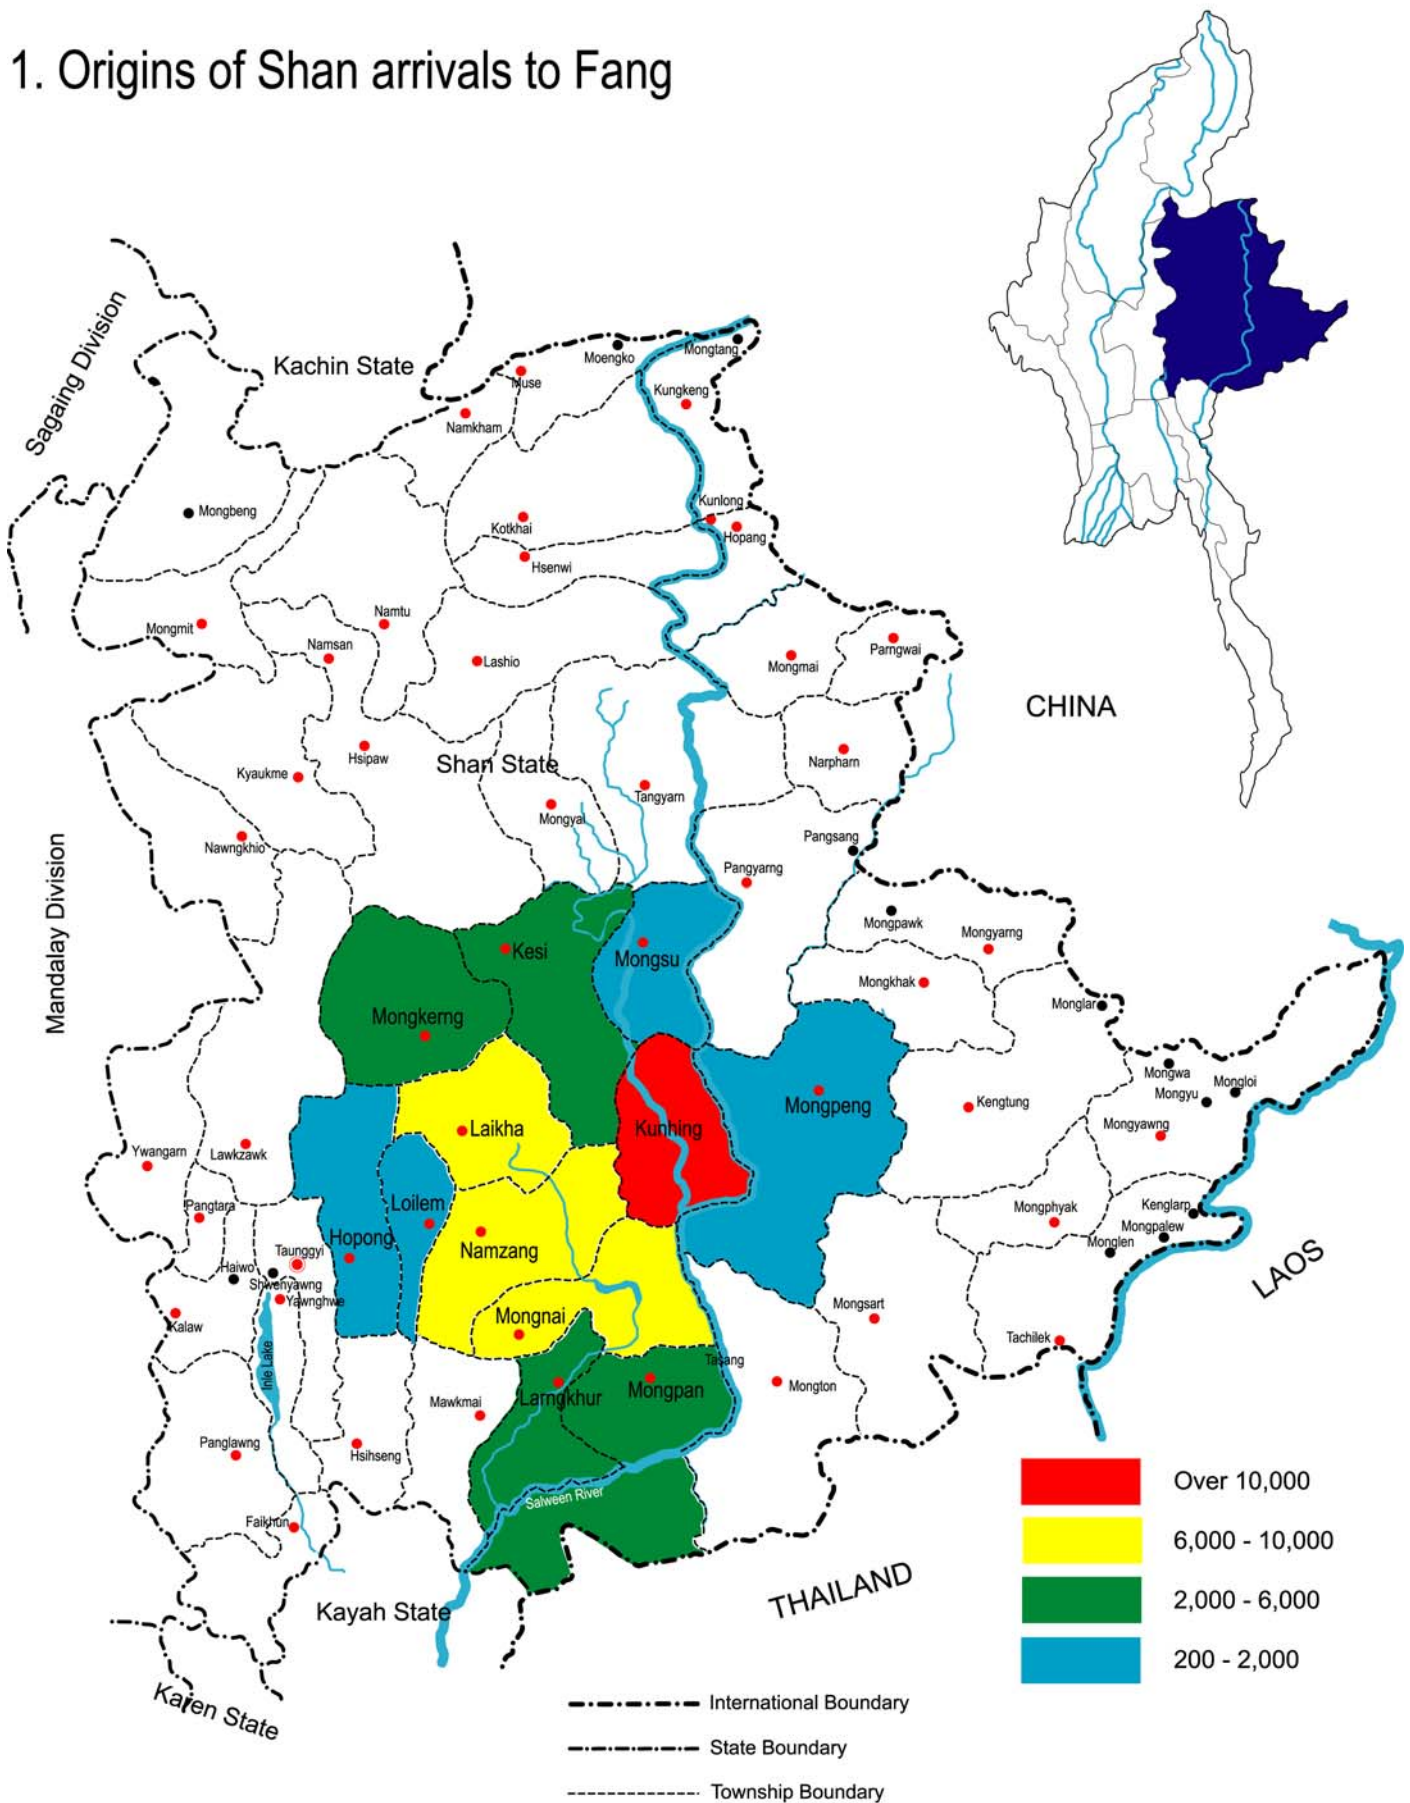 1. Origins of Shan arrivals to Fang
Sagaing Division
Kachin State
Moengko
Mongtang
Muse
Kungkeng
Namkham
Mongbeng
Kunlong
Kotkhai
Hopang
Hsenwi
Namtu
Mongmit
Namsan
Lashio
Mongmai
Parngwai
CHINA
Hsipaw
Shan State
Narpharn
Kyaukme
Tangyarn
Mongyai
Nawngkhio
Pangsang
Mandalay Division
Pangyarng
Mongpawk
Mongyarng
Kesi
Mongsu
Mongkhak
Monglar
Mongkerng
Mongwa
Mongloi
Mongyu
Mongpeng
Kengtung
Laikha
Kunhing
Mongyawng
Ywangarn
Lawkzawk
Pangtara
Loilem
Mongphyak
Kenglarp
Mongpalew
Hopong
Namzang
Monglen
Taunggyi
Haiwo
Shwenyawng
Yawnghwe
LAOS
Mongsart
Mongnai
Kalaw
Tachilek
Inle Lake
Tasang
Mongton
Larngkhur
Mongpan
Mawkmai
Panglawng
Hsihseng
Salween River
Faikhun
Kayah State
THAILAND
Karen State
Over 10,000
6,000 - 10,000
2,000 - 6,000
200 - 2,000
International Boundary
State Boundary
Township Boundary